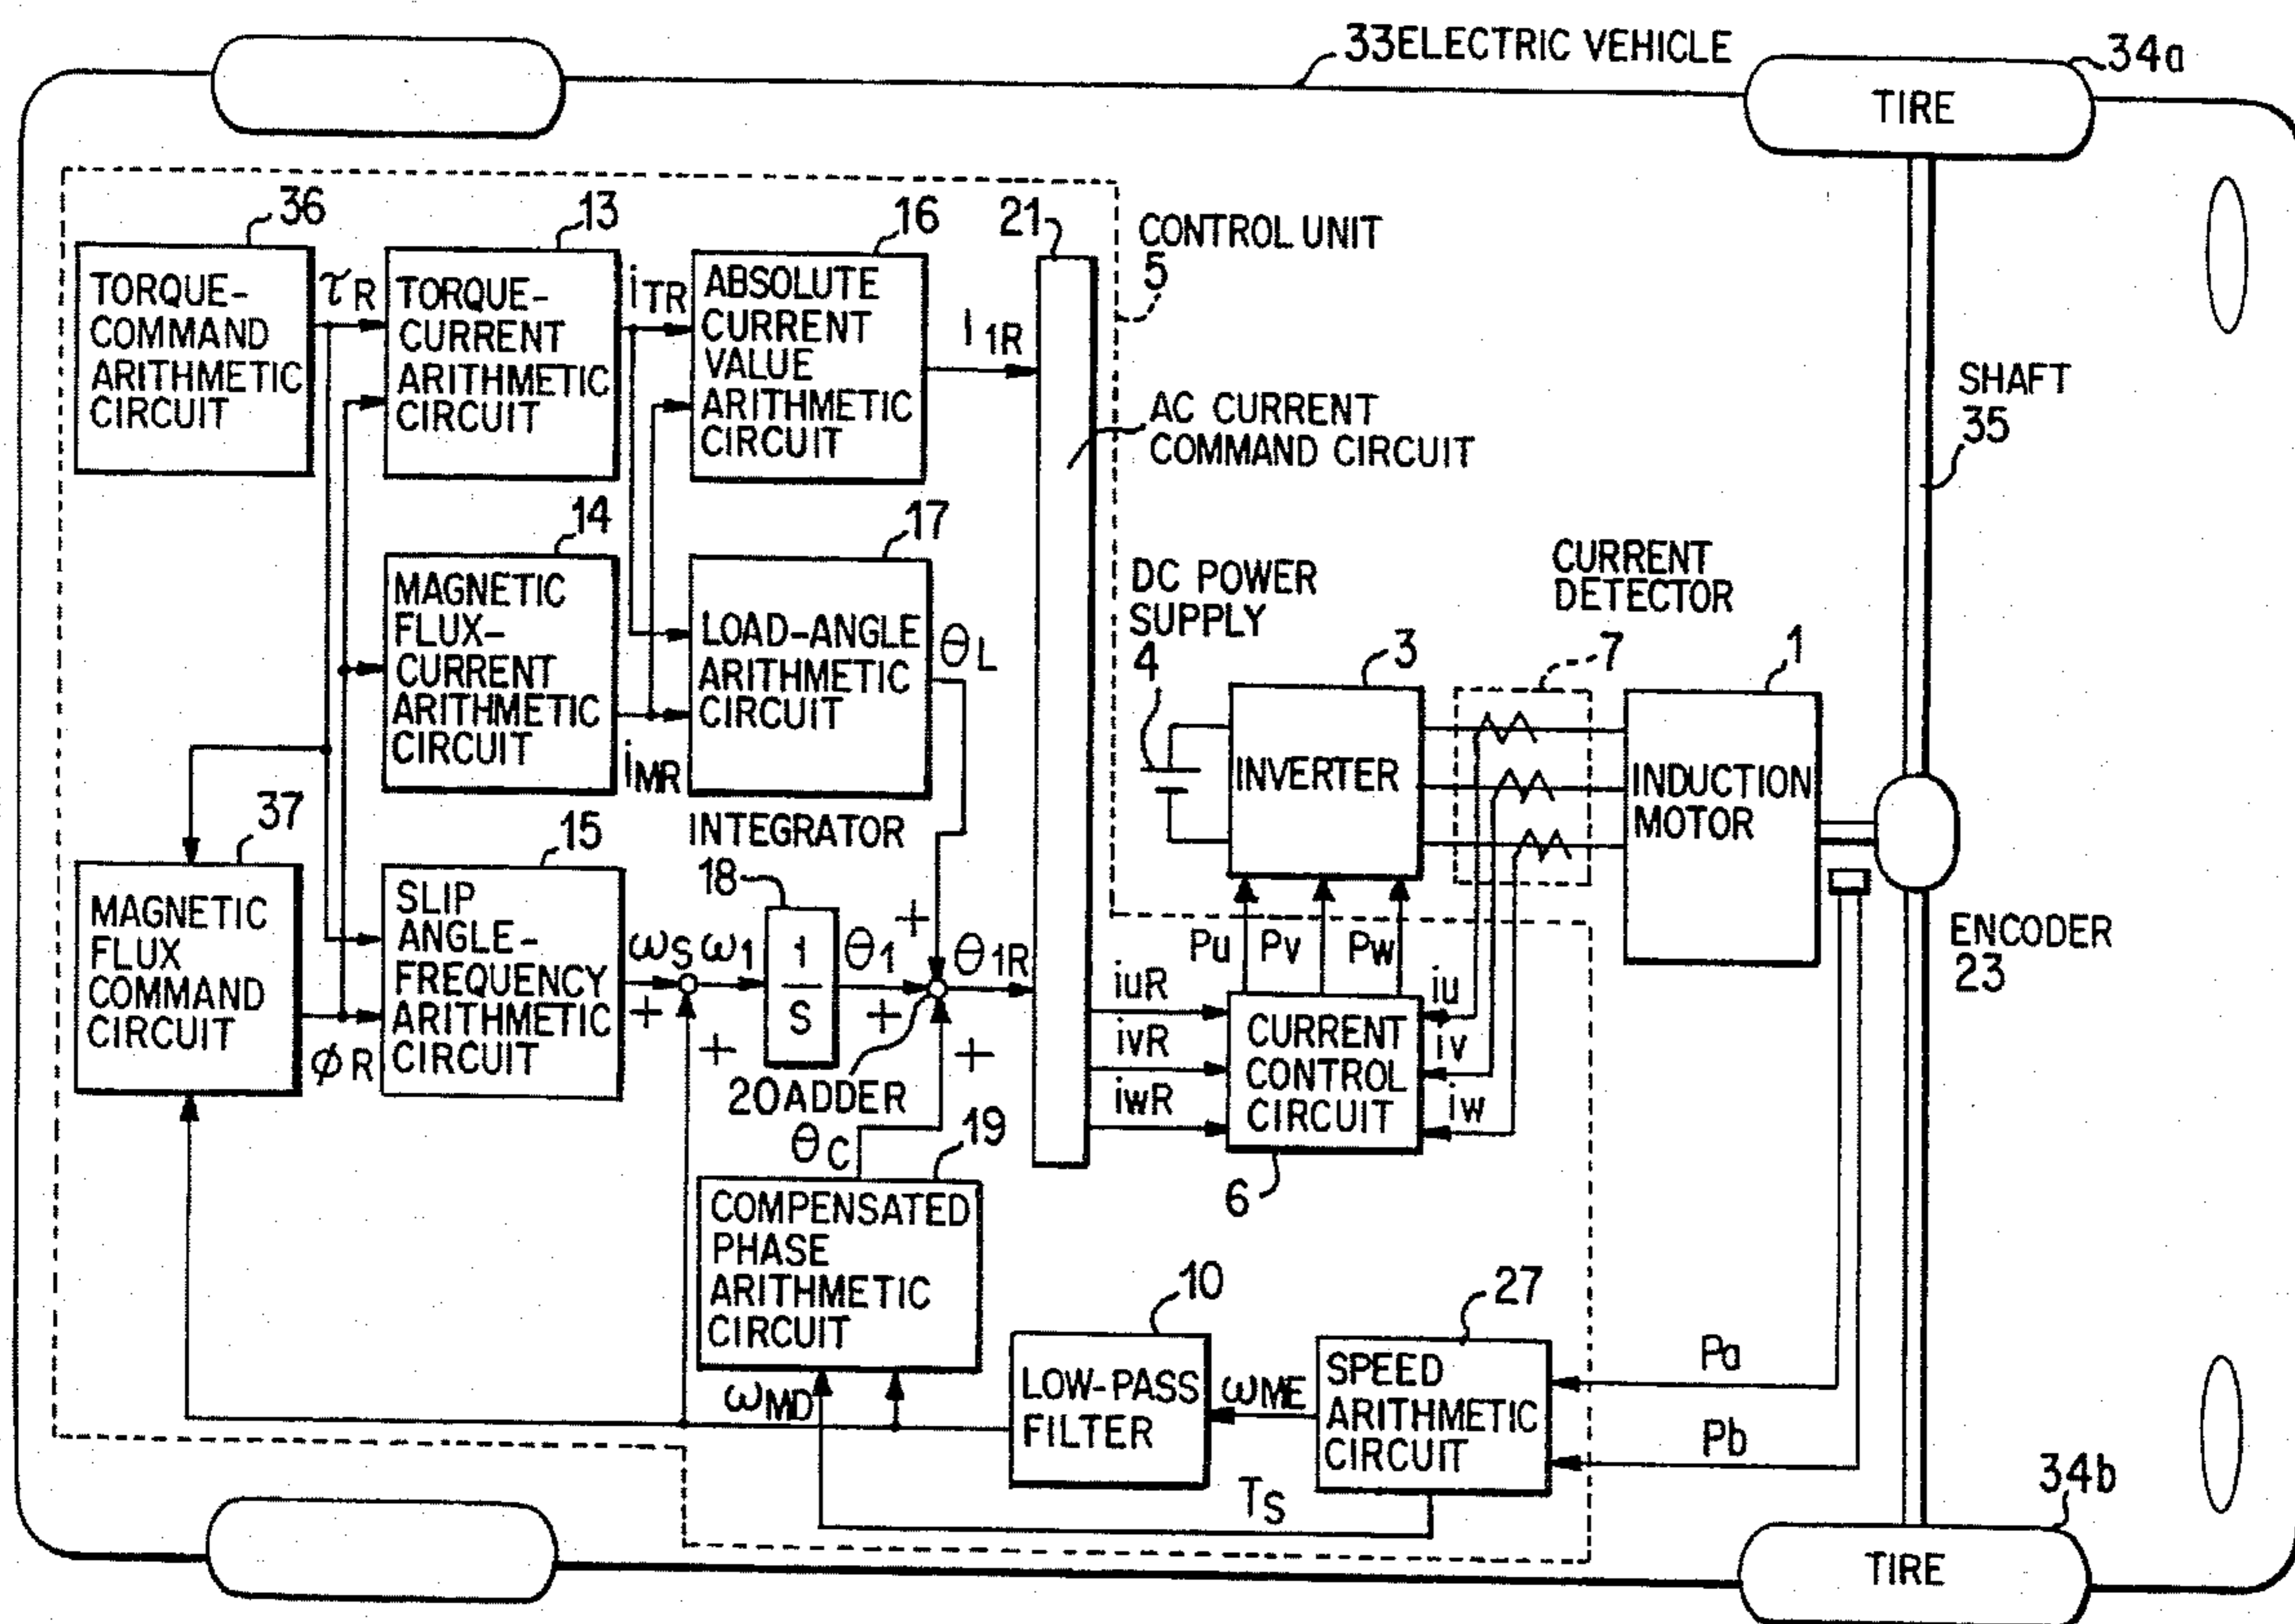 33 ELECTRIC VEHICLE
34a
TIRE
36
13
16
21
CONTROL UNIT
5
TORQUE-
COMMAND
ARITHMETIC
CIRCUIT
τR
TORQUE-
CURRENT
ARITHMETIC
CIRCUIT
iTR
ABSOLUTE
CURRENT
VALUE
ARITHMETIC
CIRCUIT
I1R
AC CURRENT
COMMAND CIRCUIT
SHAFT
35
14
17
MAGNETIC
FLUX-
CURRENT
ARITHMETIC
CIRCUIT
iMR
LOAD-ANGLE
ARITHMETIC
CIRCUIT
θL
DC POWER
SUPPLY
4
3
INVERTER
CURRENT
DETECTOR
7
1
INDUCTION
MOTOR
37
15
INTEGRATOR
18
MAGNETIC
FLUX
COMMAND
CIRCUIT
φR
SLIP
ANGLE-
FREQUENCY
ARITHMETIC
CIRCUIT
ωS
+
+
ω1
1
S
θ1
+
+
+
θ1R
20 ADDER
θC
19
Pu
Pv
Pw
iuR
ivR
iwR
CURRENT
CONTROL
CIRCUIT
6
iu
iv
iw
ENCODER
23
COMPENSATED
PHASE
ARITHMETIC
CIRCUIT
ωMD
10
LOW-PASS
FILTER
ωME
27
SPEED
ARITHMETIC
CIRCUIT
Pa
Pb
TS
34b
TIRE